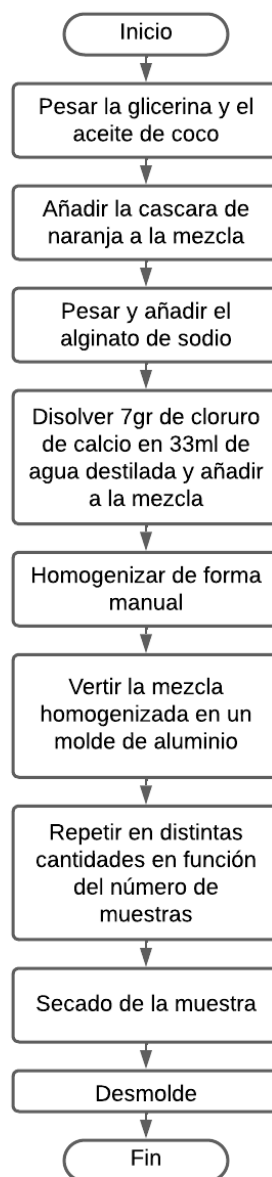 Inicio
Pesar la glicerina y el
aceite de coco
Añadir la cascara de
naranja a la mezcla
Pesar y añadir el
alginato de sodio
Disolver 7gr de cloruro
de calcio en 33ml de
agua destilada y añadir
a la mezcla
Homogenizar de forma
manual
Vertir la mezcla
homogenizada en un
molde de aluminio
Repetir en distintas
cantidades en función
del número de
muestras
Secado de la muestra
Desmolde
Fin